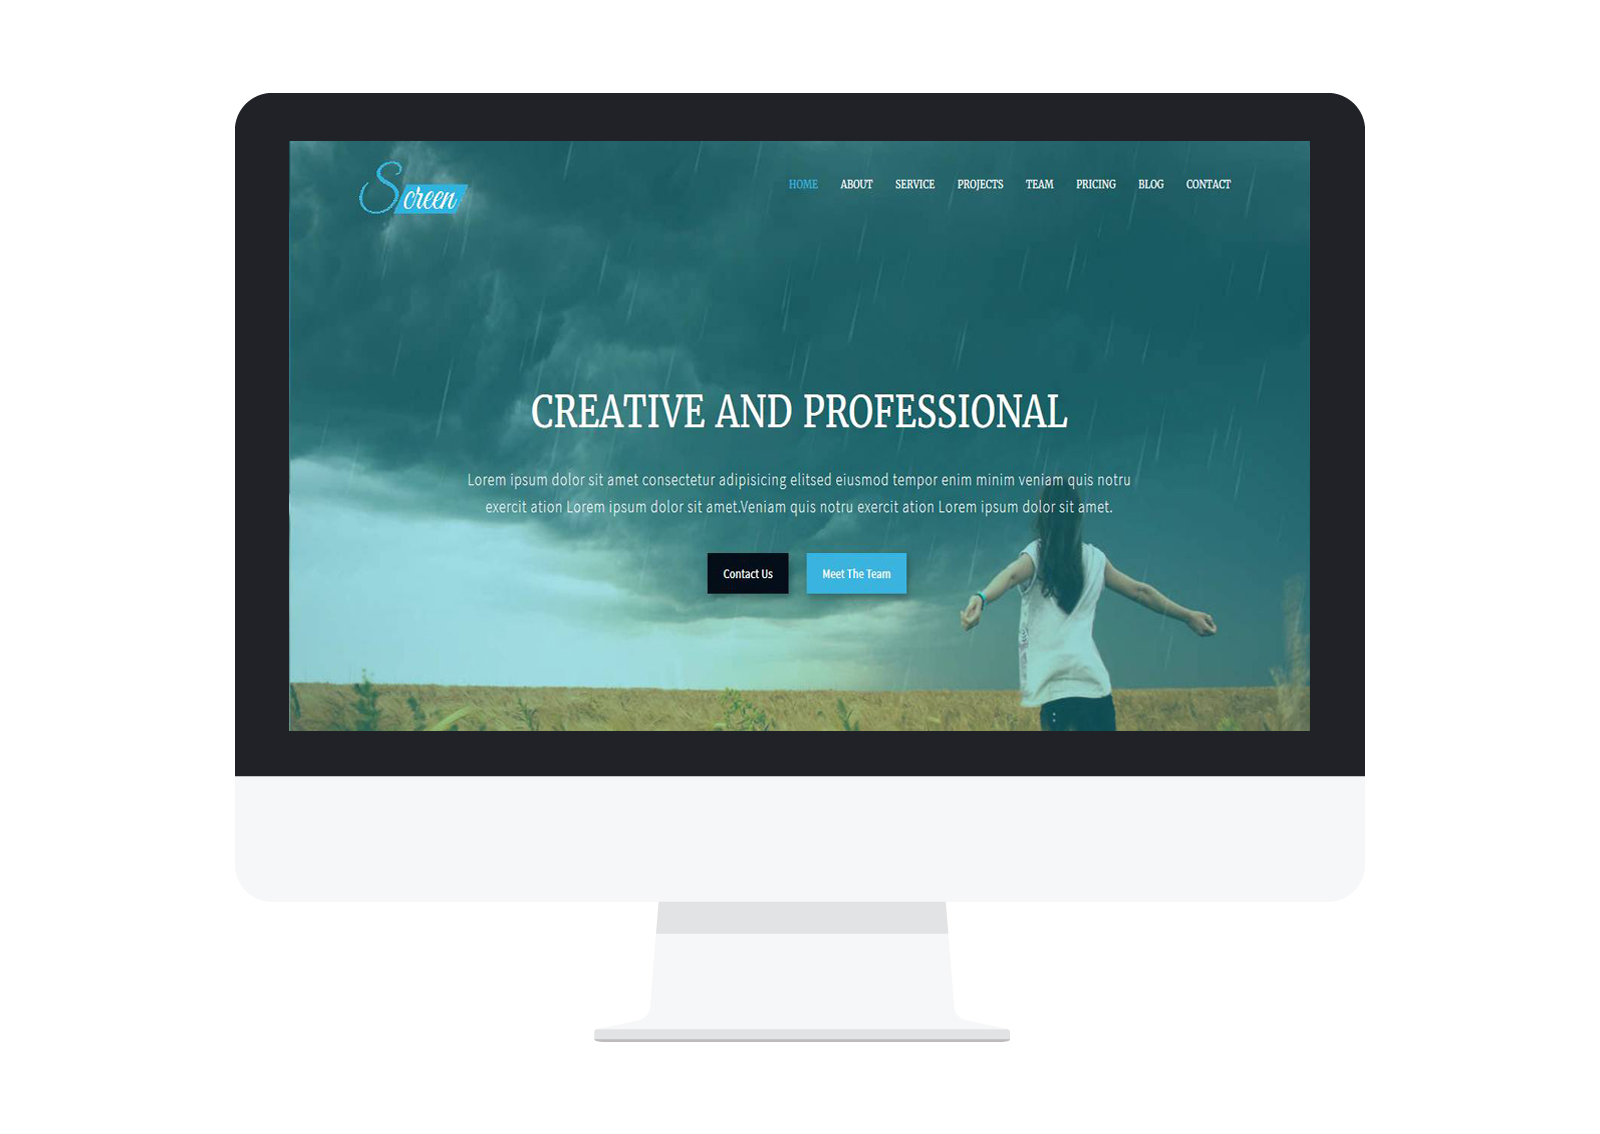 Screen
HOME ABOUT SERVICE PROJECTS TEAM PRICING BLOG CONTACT
CREATIVE AND PROFESSIONAL
Lorem ipsum dolor sit amet consectetur adipisicing elitsed eiusmod tempor enim minim veniam quis notru
exercit ation Lorem ipsum dolor sit amet.Veniam quis notru exercit ation Lorem ipsum dolor sit amet.
Contact Us Meet The Team